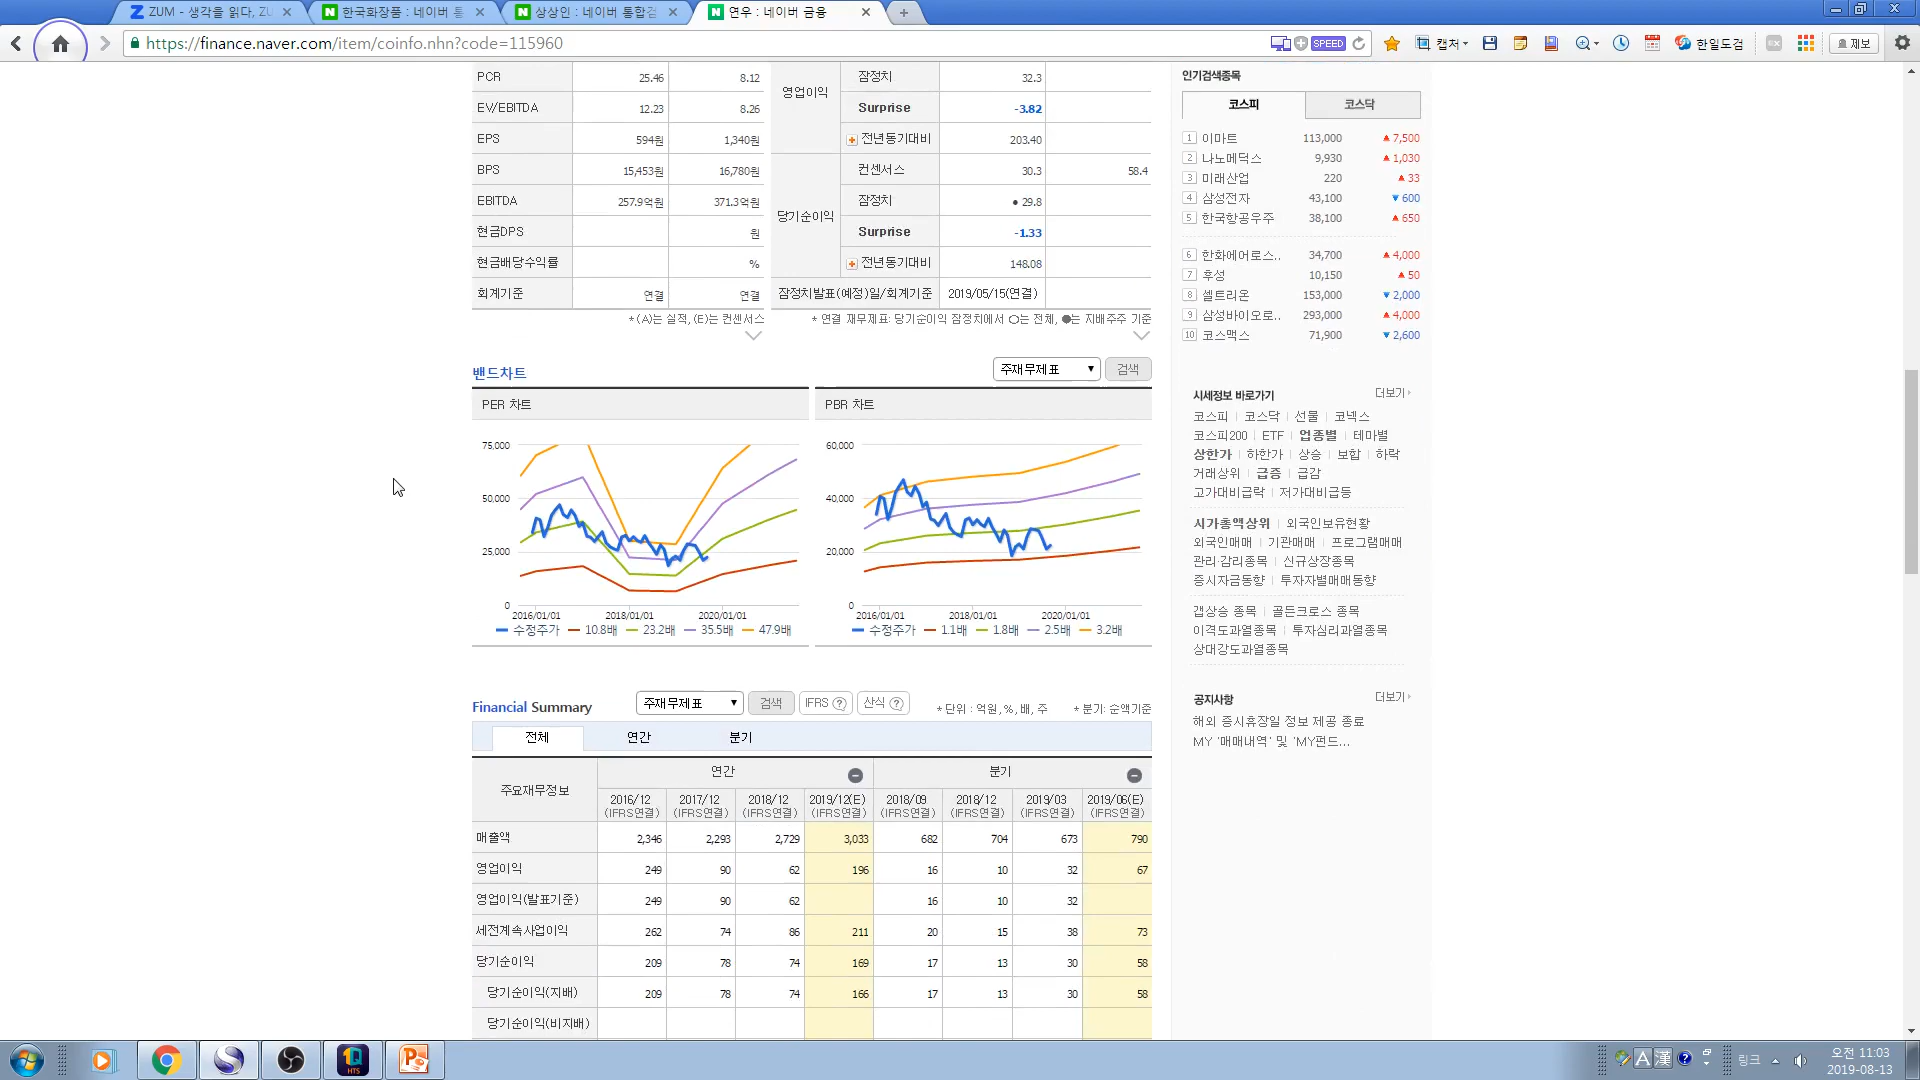 ZUM - 생각을 읽다, ZU
한국화장품 : 네이버 통
상상인 : 네이버 통합검
연우 : 네이버 금융
https://finance.naver.com/item/coinfo.nhn?code=115960
SPEED
캡처
한일도검
제보
PCR 25.46 8.12
EV/EBITDA 12.23 8.26
EPS 594원 1,340원
BPS 15,453원 16,780원
EBITDA 257.9억원 371.3억원
현금DPS 원
현금배당수익률 %
회계기준 연결 연결
*(A)는 실적, (E)는 컨센서스
영업이익
잠정치 32.3
Surprise -3.82
전년동기대비 203.40
당기순이익
컨센서스 30.3 58.4
잠정치 ● 29.8
Surprise -1.33
전년동기대비 148.08
잠정치발표(예정)일/회계기준 2019/05/15(연결)
* 연결 재무제표: 당기순이익 잠정치에서 ○는 전체, ●는 지배주주 기준
밴드차트
주재무제표 ▼ 검색
PER 차트
75,000
50,000
25,000
0
2016/01/01 2018/01/01 2020/01/01
수정주가 10.8배 23.2배 35.5배 47.9배
PBR 차트
60,000
40,000
20,000
0
2016/01/01 2018/01/01 2020/01/01
수정주가 1.1배 1.8배 2.5배 3.2배
Financial Summary
주재무제표 ▼ 검색 IFRS ? 산식 ?
* 단위 : 억원, %, 배, 주 * 분기: 순액기준
전체 연간 분기
주요재무정보 연간 분기
2016/12 2017/12 2018/12 2019/12(E) 2018/09 2018/12 2019/03 2019/06(E)
(IFRS연결) (IFRS연결) (IFRS연결) (IFRS연결) (IFRS연결) (IFRS연결) (IFRS연결) (IFRS연결)
매출액 2,346 2,293 2,729 3,033 682 704 673 790
영업이익 249 90 62 196 16 10 32 67
영업이익(발표기준) 249 90 62 16 10 32
세전계속사업이익 262 74 86 211 20 15 38 73
당기순이익 209 78 74 169 17 13 30 58
당기순이익(지배) 209 78 74 166 17 13 30 58
당기순이익(비지배)
인기검색종목
코스피 코스닥
1 이마트 113,000 ▲7,500
2 나노메딕스 9,930 ▲1,030
3 미래산업 220 ▲33
4 삼성전자 43,100 ▼600
5 한국항공우주 38,100 ▲650
6 한화에어로스.. 34,700 ▲4,000
7 후성 10,150 ▲50
8 셀트리온 153,000 ▼2,000
9 삼성바이오로.. 293,000 ▲4,000
10 코스맥스 71,900 ▼2,600
시세정보 바로가기 더보기
코스피 코스닥 선물 코넥스
코스피200 ETF 업종별 테마별
상한가 하한가 상승 보합 하락
거래상위 급증 급감
고가대비급락 저가대비급등
시가총액상위 외국인보유현황
외국인매매 기관매매 프로그램매매
관리·감리종목 신규상장종목
증시자금동향 투자자별매매동향
갭상승 종목 골든크로스 종목
이격도과열종목 투자심리과열종목
상대강도과열종목
공지사항 더보기
해외 증시휴장일 정보 제공 종료
MY '매매내역' 및 'MY펀드...
HTS
A 漢 ?
링크
오전 11:03
2019-08-13